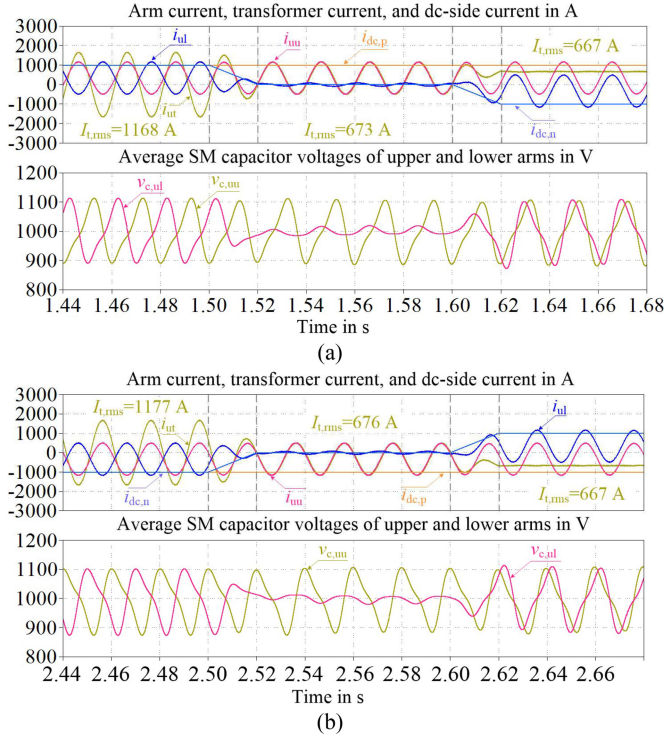 Arm current, transformer current, and dc-side current in A
3000
2000
1000
0
-1000
-2000
-3000
i_ul
i_uu
i_dc,p
I_t,rms=667 A
i_ut
I_t,rms=1168 A
I_t,rms=673 A
i_dc,n
Average SM capacitor voltages of upper and lower arms in V
1200
1100
1000
900
800
v_c,ul
v_c,uu
1.44 1.46 1.48 1.50 1.52 1.54 1.56 1.58 1.60 1.62 1.64 1.66 1.68
Time in s
(a)
Arm current, transformer current, and dc-side current in A
3000
2000
1000
0
-1000
-2000
-3000
I_t,rms=1177 A
i_ut
I_t,rms=676 A
i_ul
i_dc,n
i_uu
i_dc,p
I_t,rms=667 A
Average SM capacitor voltages of upper and lower arms in V
1200
1100
1000
900
800
v_c,uu
v_c,ul
2.44 2.46 2.48 2.50 2.52 2.54 2.56 2.58 2.60 2.62 2.64 2.66
Time in s
(b)